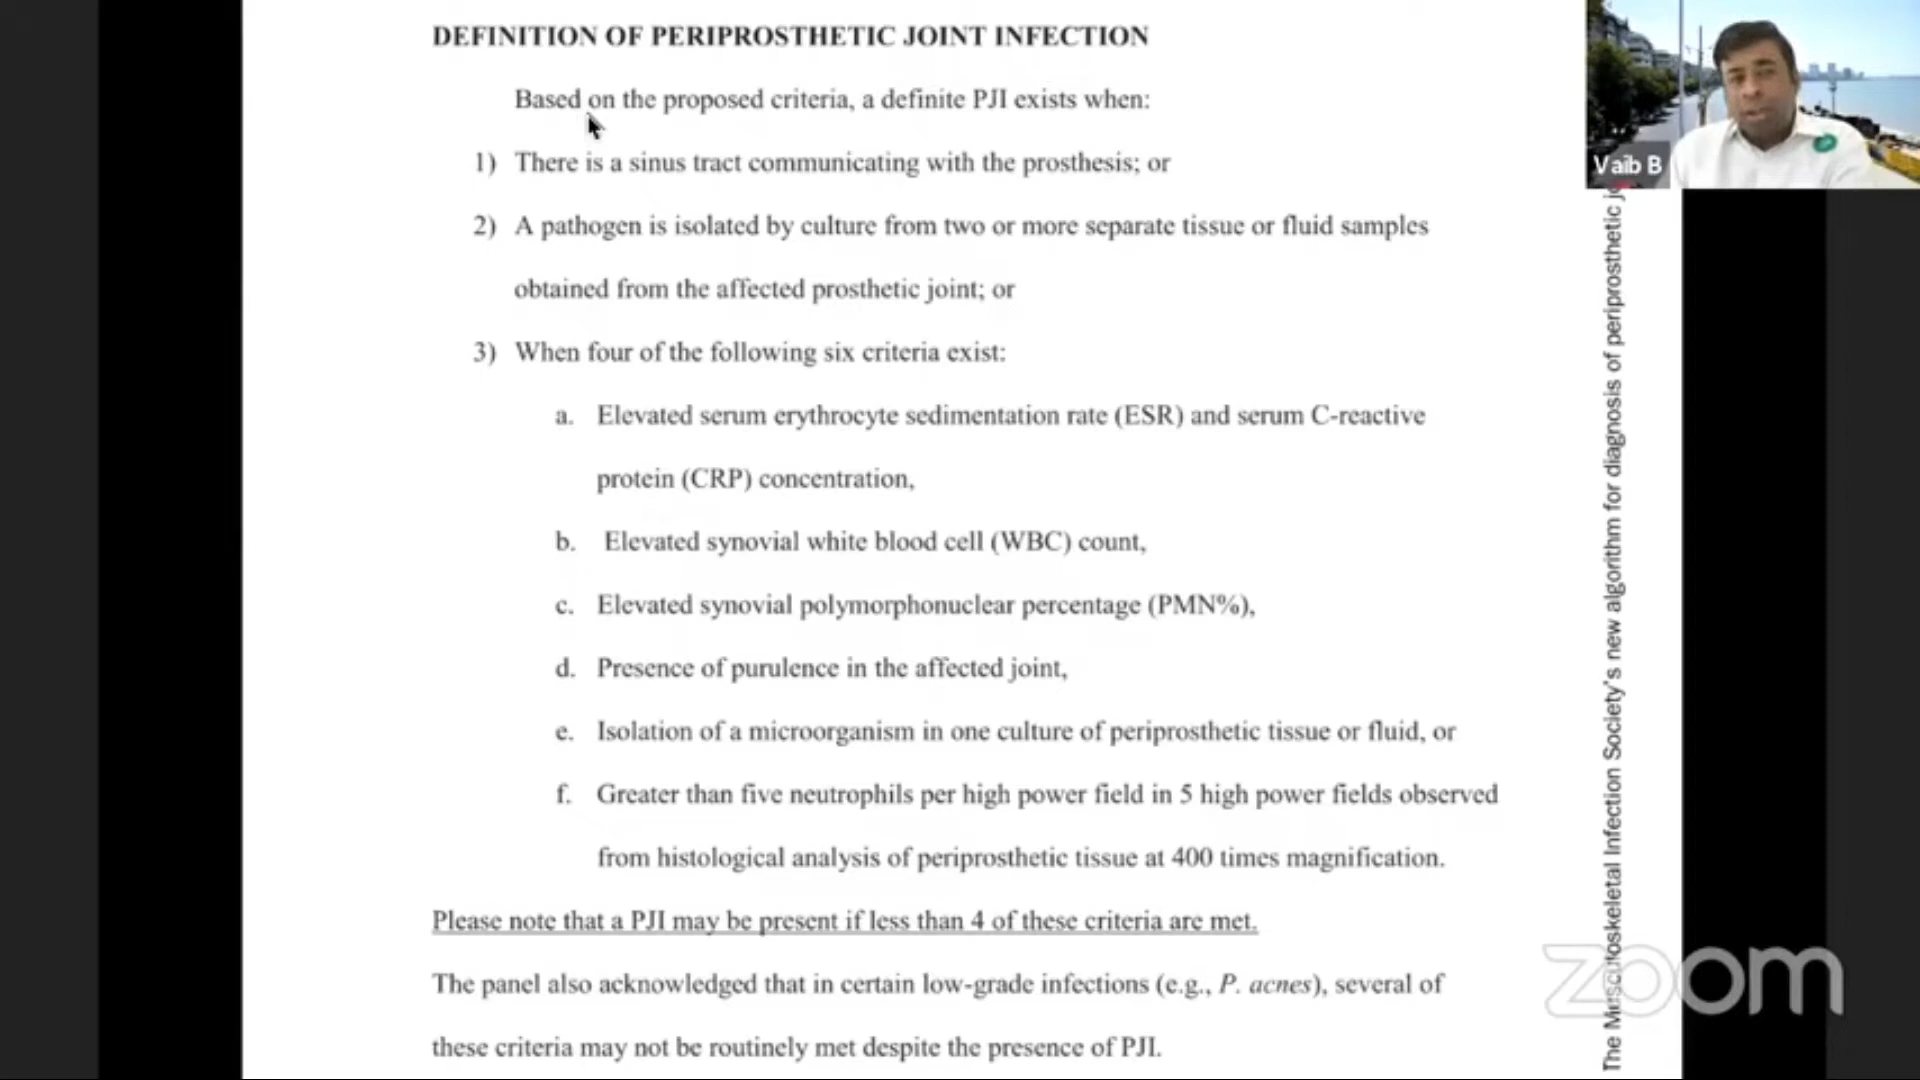 DEFINITION OF PERIPROSTHETIC JOINT INFECTION
Based on the proposed criteria, a definite PJI exists when:
1) There is a sinus tract communicating with the prosthesis; or
2) A pathogen is isolated by culture from two or more separate tissue or fluid samples
obtained from the affected prosthetic joint; or
3) When four of the following six criteria exist:
a. Elevated serum erythrocyte sedimentation rate (ESR) and serum C-reactive
protein (CRP) concentration,
b. Elevated synovial white blood cell (WBC) count,
c. Elevated synovial polymorphonuclear percentage (PMN%),
d. Presence of purulence in the affected joint,
e. Isolation of a microorganism in one culture of periprosthetic tissue or fluid, or
f. Greater than five neutrophils per high power field in 5 high power fields observed
from histological analysis of periprosthetic tissue at 400 times magnification.
Please note that a PJI may be present if less than 4 of these criteria are met.
The panel also acknowledged that in certain low-grade infections (e.g., P. acnes), several of
these criteria may not be routinely met despite the presence of PJI.
The Musculoskeletal Infection Society's new algorithm for diagnosis of periprosthetic
Vaib B
zoom